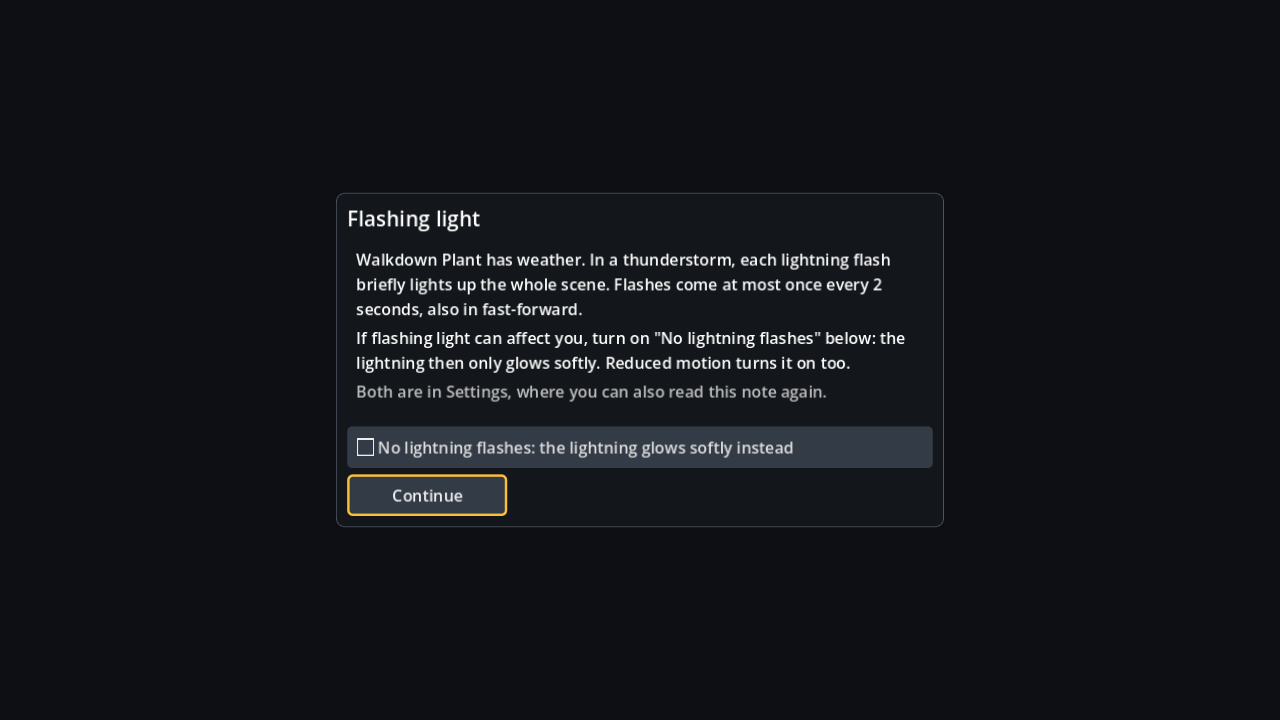 Flashing light
Walkdown Plant has weather. In a thunderstorm, each lightning flash
briefly lights up the whole scene. Flashes come at most once every 2
seconds, also in fast-forward.
If flashing light can affect you, turn on "No lightning flashes" below: the
lightning then only glows softly. Reduced motion turns it on too.
Both are in Settings, where you can also read this note again.
No lightning flashes: the lightning glows softly instead
Continue